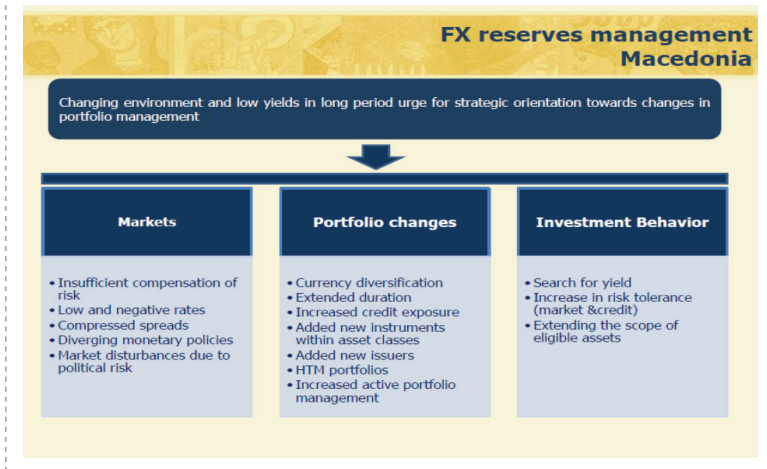 FX reserves management
Macedonia
Changing environment and low yields in long period urge for strategic orientation towards changes in
portfolio management
Markets
• Insufficient compensation of
risk
• Low and negative rates
• Compressed spreads
• Diverging monetary policies
• Market disturbances due to
political risk
Portfolio changes
• Currency diversification
• Extended duration
• Increased credit exposure
• Added new instruments
within asset classes
• Added new issuers
• HTM portfolios
• Increased active portfolio
management
Investment Behavior
• Search for yield
• Increase in risk tolerance
(market &credit)
• Extending the scope of
eligible assets